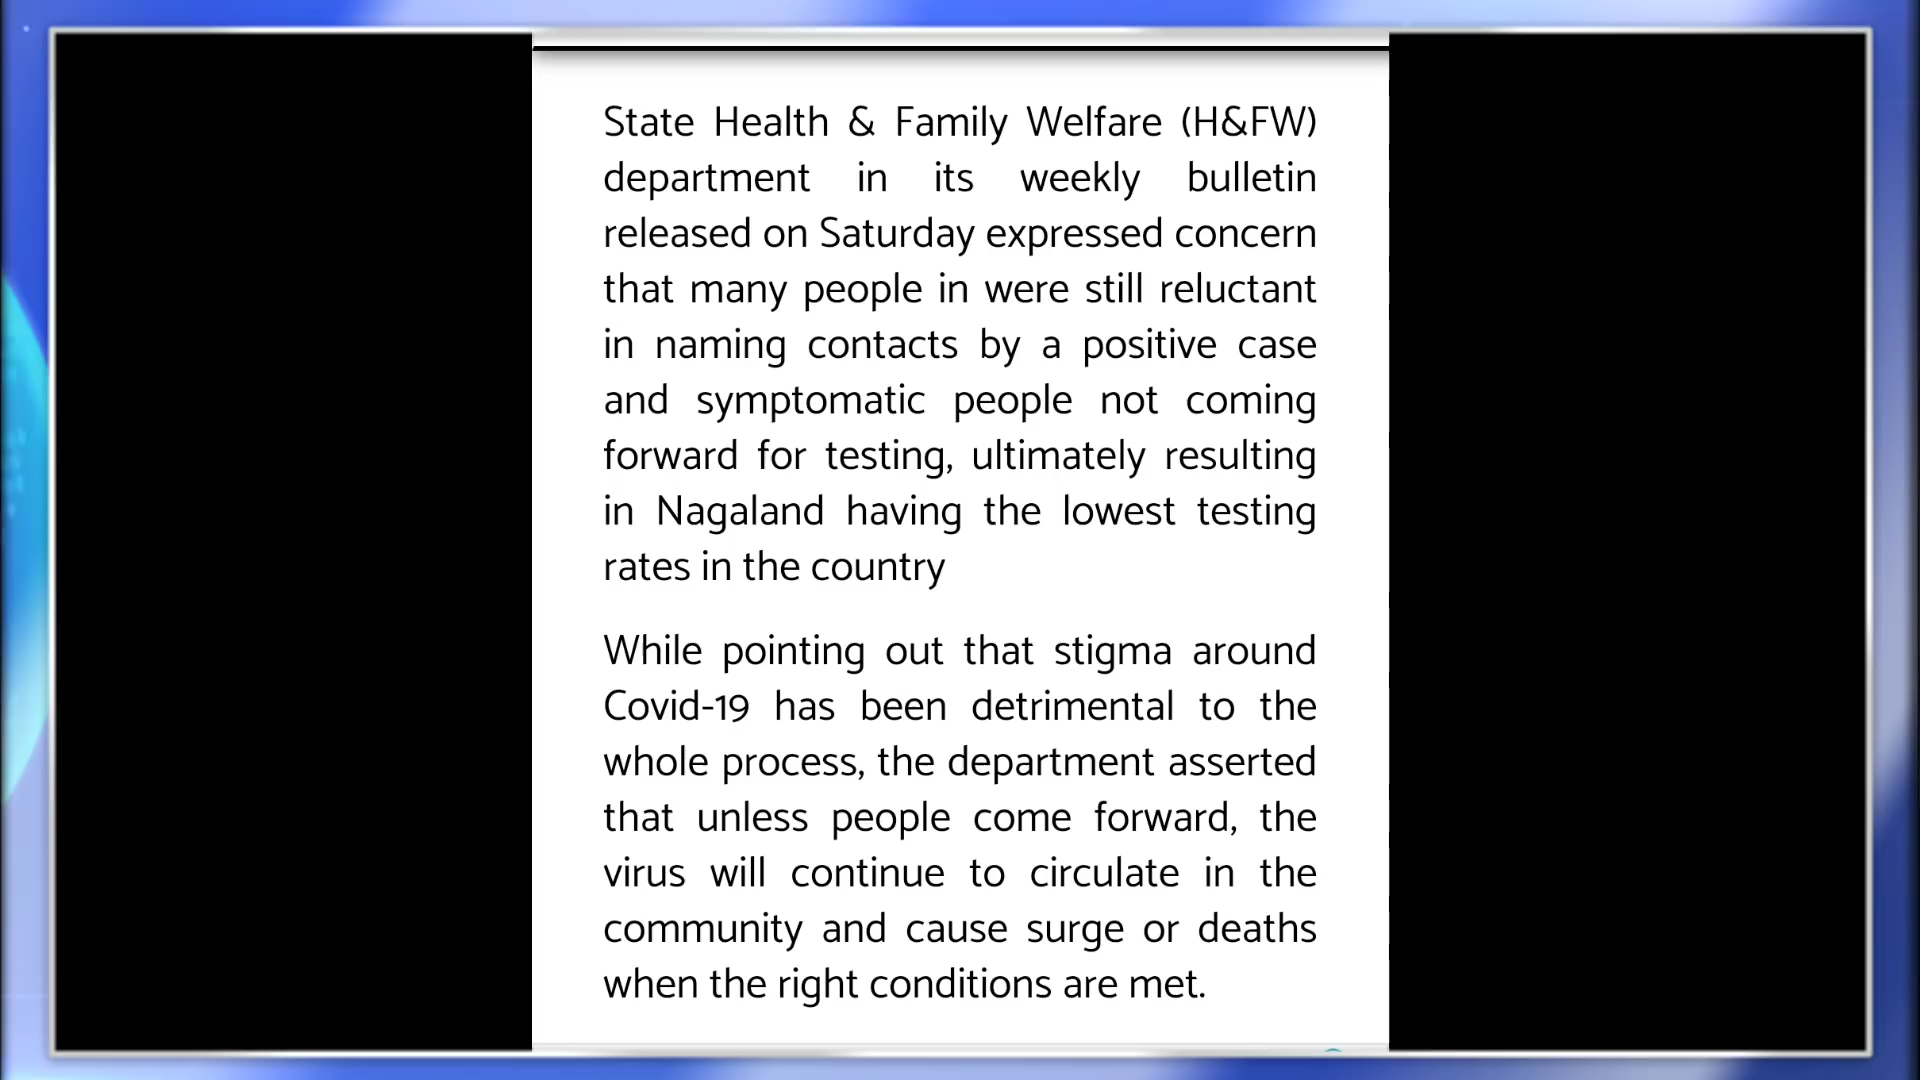 State Health & Family Welfare (H&FW)
department in its weekly bulletin
released on Saturday expressed concern
that many people in were still reluctant
in naming contacts by a positive case
and symptomatic people not coming
forward for testing, ultimately resulting
in Nagaland having the lowest testing
rates in the country
While pointing out that stigma around
Covid-19 has been detrimental to the
whole process, the department asserted
that unless people come forward, the
virus will continue to circulate in the
community and cause surge or deaths
when the right conditions are met.